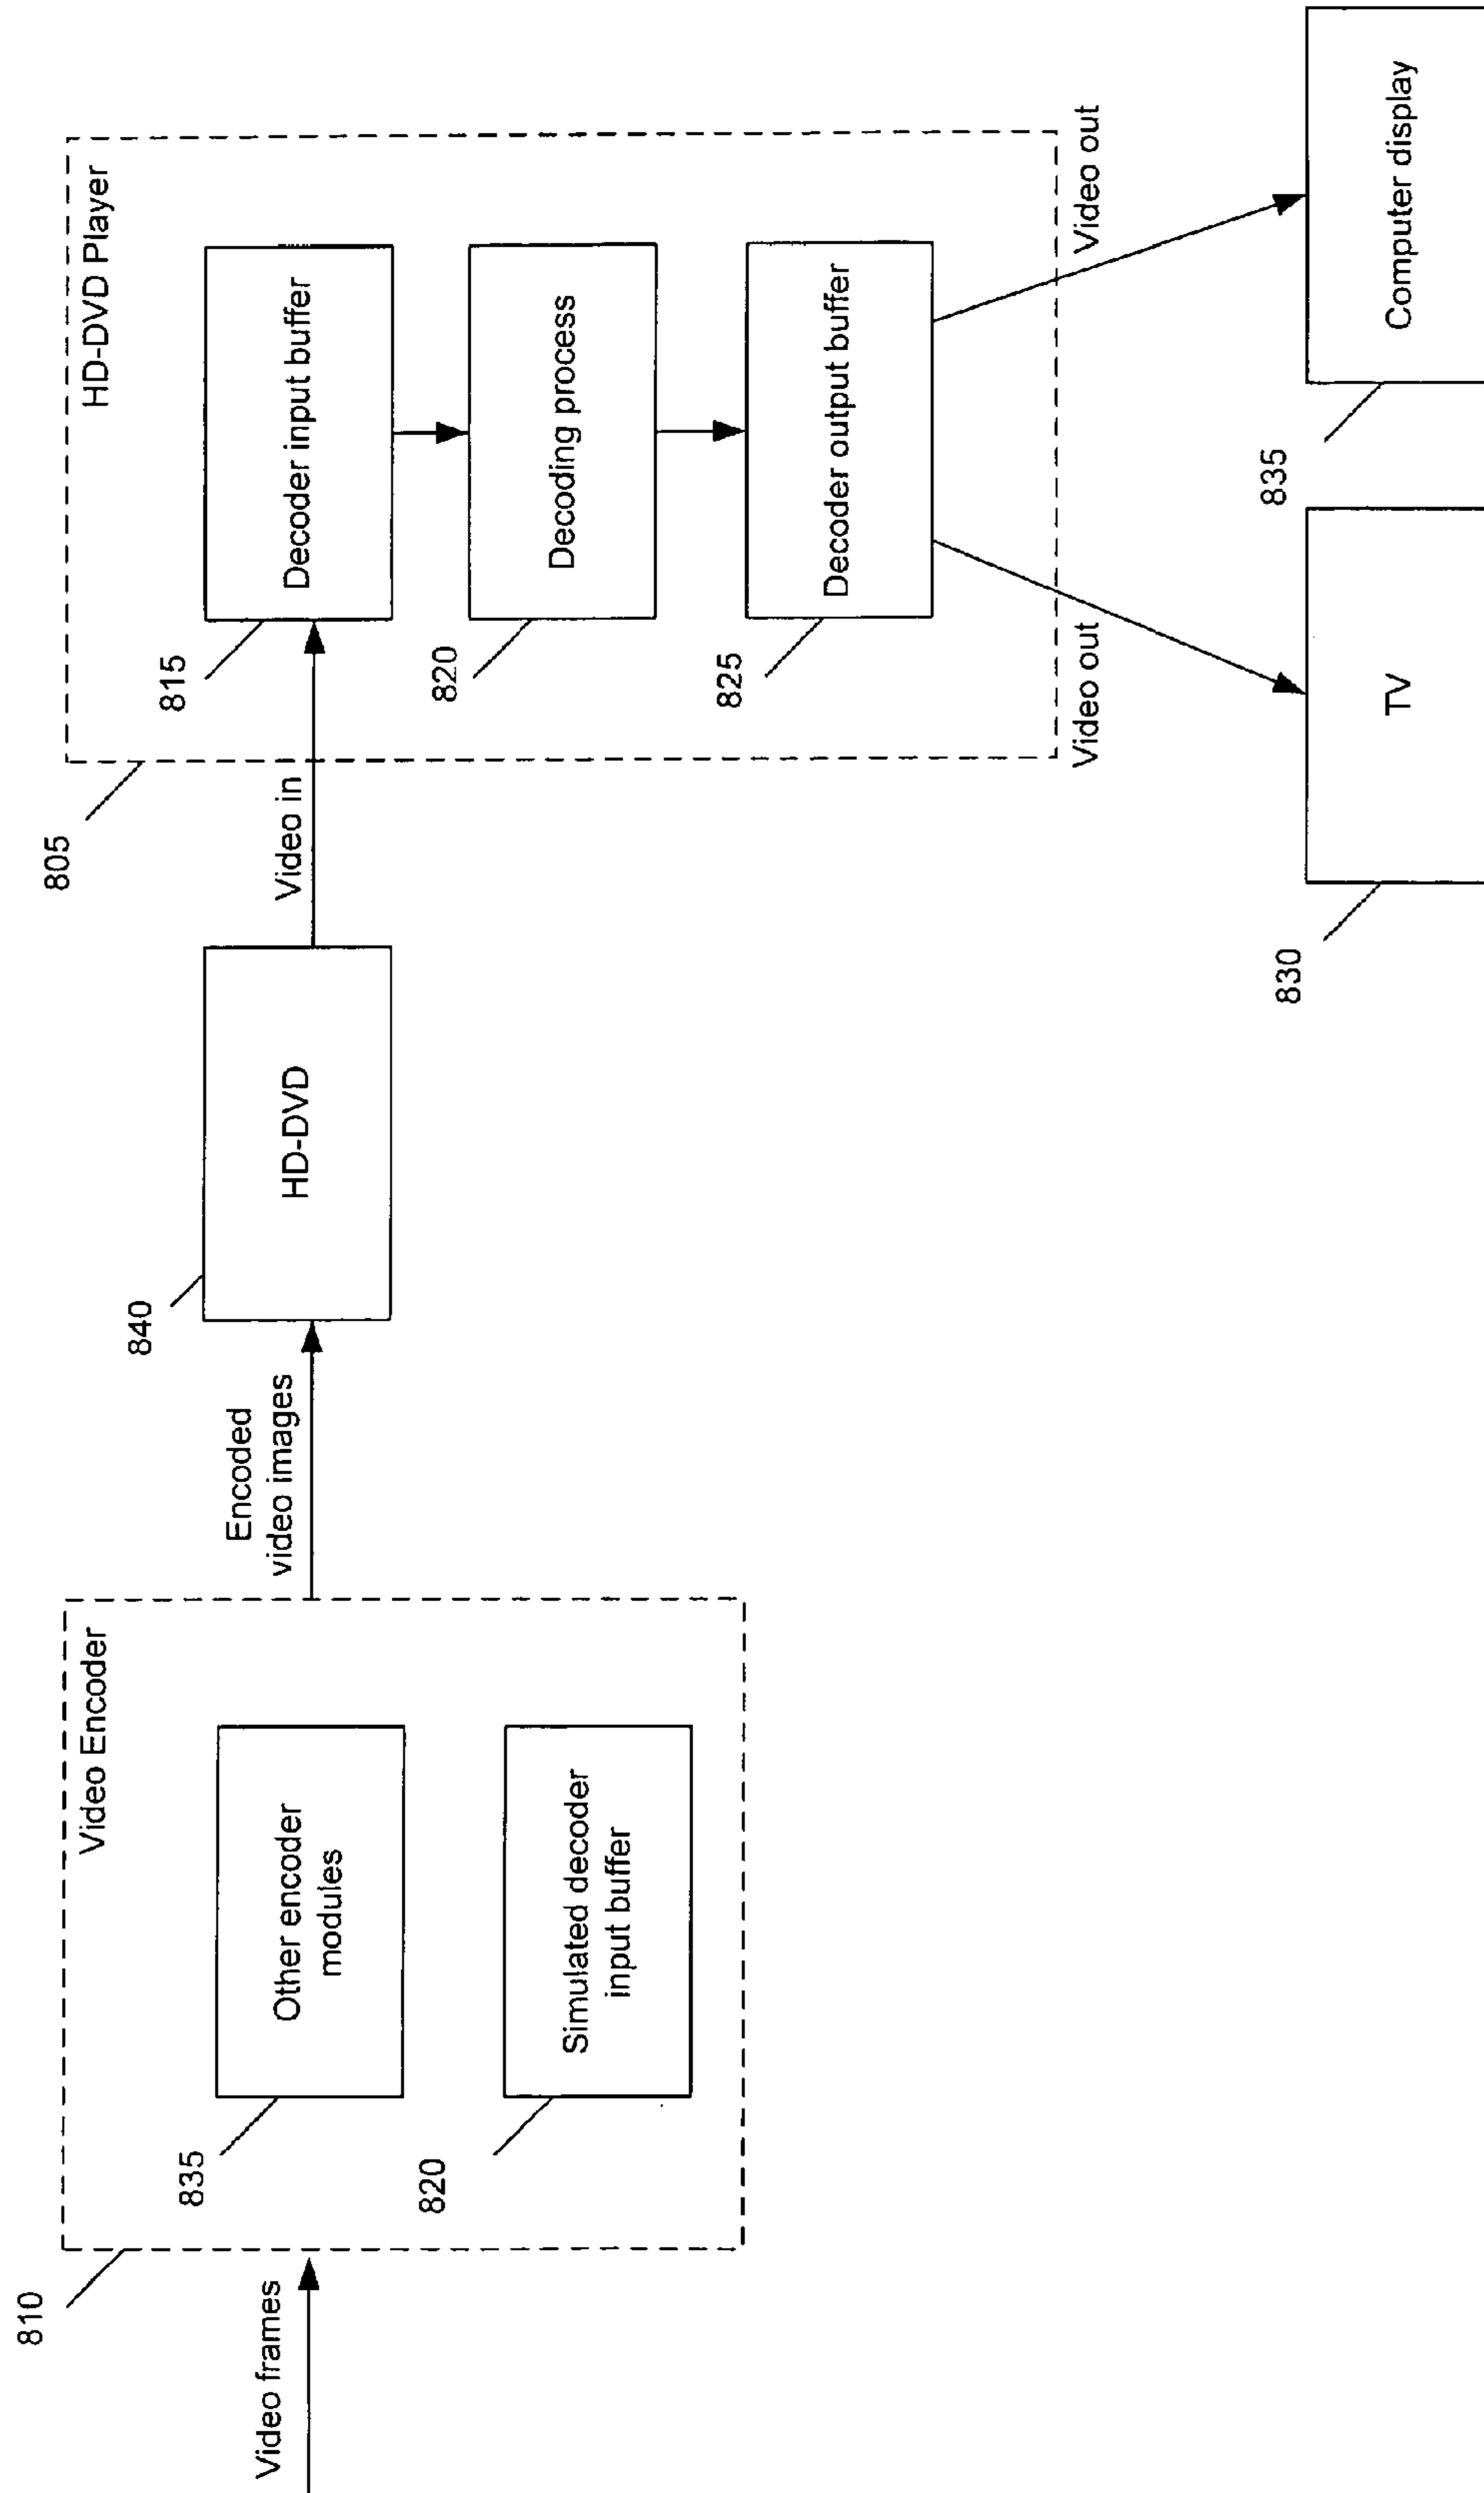 Video frames
810
Video Encoder
835
Other encoder
modules
820
Simulated decoder
input buffer
Encoded
video images
840
HD-DVD
Video in
805
HD-DVD Player
815
Decoder input buffer
820
Decoding process
825
Decoder output buffer
Video out
Video out
830
TV
835
Computer display